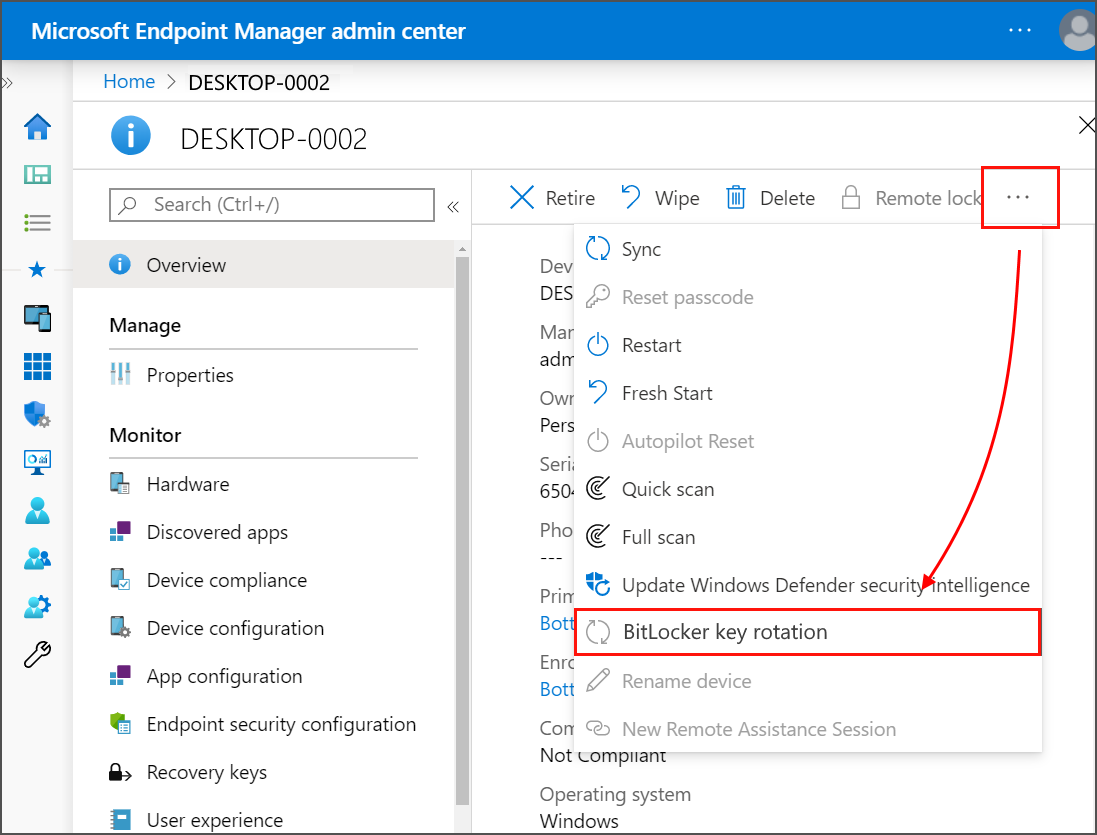 Microsoft Endpoint Manager admin center
Home > DESKTOP-0002
DESKTOP-0002
Search (Ctrl+/)
Overview
Manage
Properties
Monitor
Hardware
Discovered apps
Device compliance
Device configuration
App configuration
Endpoint security configuration
Recovery keys
User experience
Retire Wipe Delete Remote lock ...
Sync
Reset passcode
Restart
Fresh Start
Autopilot Reset
Quick scan
Full scan
Update Windows Defender security intelligence
BitLocker key rotation
Rename device
New Remote Assistance Session
Dev
DES
Man
adm
Own
Pers
Seria
6504
Pho
---
Prim
Bott
Enro
Bott
Com
Not Compliant
Operating system
Windows